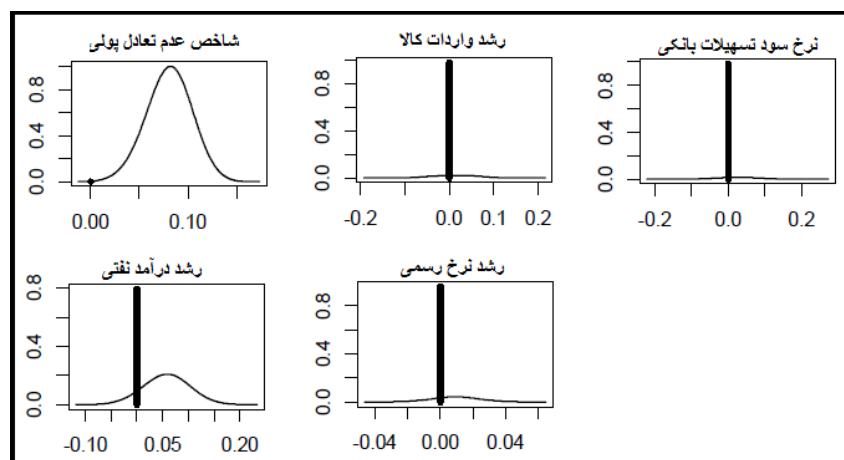 شاخص عدم تعادل پولی
0.8
0.4
0.0
0.00 0.10
رشد واردات کالا
0.8
0.4
0.0
-0.2 0.0 0.1 0.2
نرخ سود تسهیلات بانکی
0.8
0.4
0.0
-0.2 0.0 0.2
رشد درآمد نفتی
0.8
0.4
0.0
-0.10 0.05 0.20
رشد نرخ رسمی
0.8
0.4
0.0
-0.04 0.00 0.04